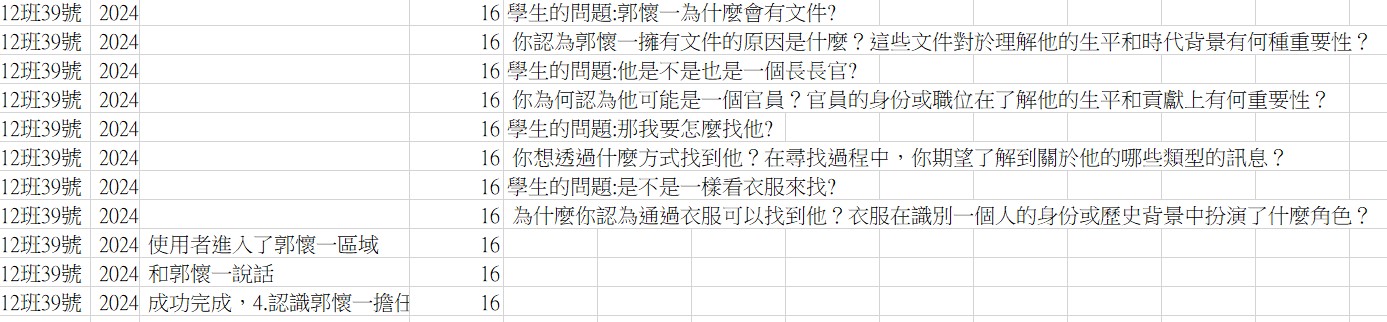 12班39號 2024 16 學生的問題:郭懷一為什麼會有文件?
12班39號 2024 16 你認為郭懷一擁有文件的原因是什麼？這些文件對於理解他的生平和時代背景有何種重要性？
12班39號 2024 16 學生的問題:他是不是也是一個長長官?
12班39號 2024 16 你為何認為他可能是一個官員？官員的身份或職位在了解他的生平和貢獻上有何重要性？
12班39號 2024 16 學生的問題:那我要怎麼找他?
12班39號 2024 16 你想透過什麼方式找到他？在尋找過程中，你期望了解到關於他的哪些類型的訊息？
12班39號 2024 16 學生的問題:是不是一樣看衣服來找?
12班39號 2024 16 為什麼你認為通過衣服可以找到他？衣服在識別一個人的身份或歷史背景中扮演了什麼角色？
12班39號 2024 使用者進入了郭懷一區域 16
12班39號 2024 和郭懷一說話 16
12班39號 2024 成功完成，4.認識郭懷一擔任 16